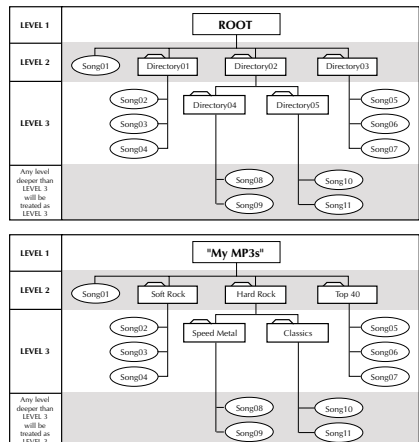 LEVEL 1
ROOT
LEVEL 2
Song01
Directory01
Directory02
Directory03
LEVEL 3
Song02
Song03
Song04
Directory04
Directory05
Song05
Song06
Song07
Any level
deeper than
LEVEL 3
will be
treated as
LEVEL 3
Song08
Song09
Song10
Song11
LEVEL 1
"My MP3s"
LEVEL 2
Song01
Soft Rock
Hard Rock
Top 40
LEVEL 3
Song02
Song03
Song04
Speed Metal
Classics
Song05
Song06
Song07
Any level
deeper than
LEVEL 3
will be
treated as
LEVEL 3
Song08
Song09
Song10
Song11